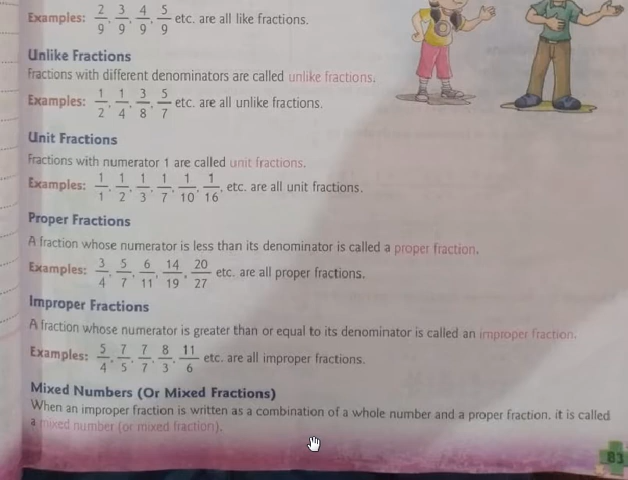 Examples: 2/9, 3/9, 4/9, 5/9 etc. are all like fractions.
Unlike Fractions
Fractions with different denominators are called unlike fractions.
Examples: 1/2, 1/4, 3/8, 5/7 etc. are all unlike fractions.
Unit Fractions
Fractions with numerator 1 are called unit fractions.
Examples: 1/1, 1/2, 1/3, 1/7, 1/10, 1/16, etc. are all unit fractions.
Proper Fractions
A fraction whose numerator is less than its denominator is called a proper fraction.
Examples: 3/4, 5/7, 6/11, 14/19, 20/27 etc. are all proper fractions.
Improper Fractions
A fraction whose numerator is greater than or equal to its denominator is called an improper fraction.
Examples: 5/4, 7/5, 7/7, 8/3, 11/6 etc. are all improper fractions.
Mixed Numbers (Or Mixed Fractions)
When an improper fraction is written as a combination of a whole number and a proper fraction, it is called
a mixed number (or mixed fraction).
83